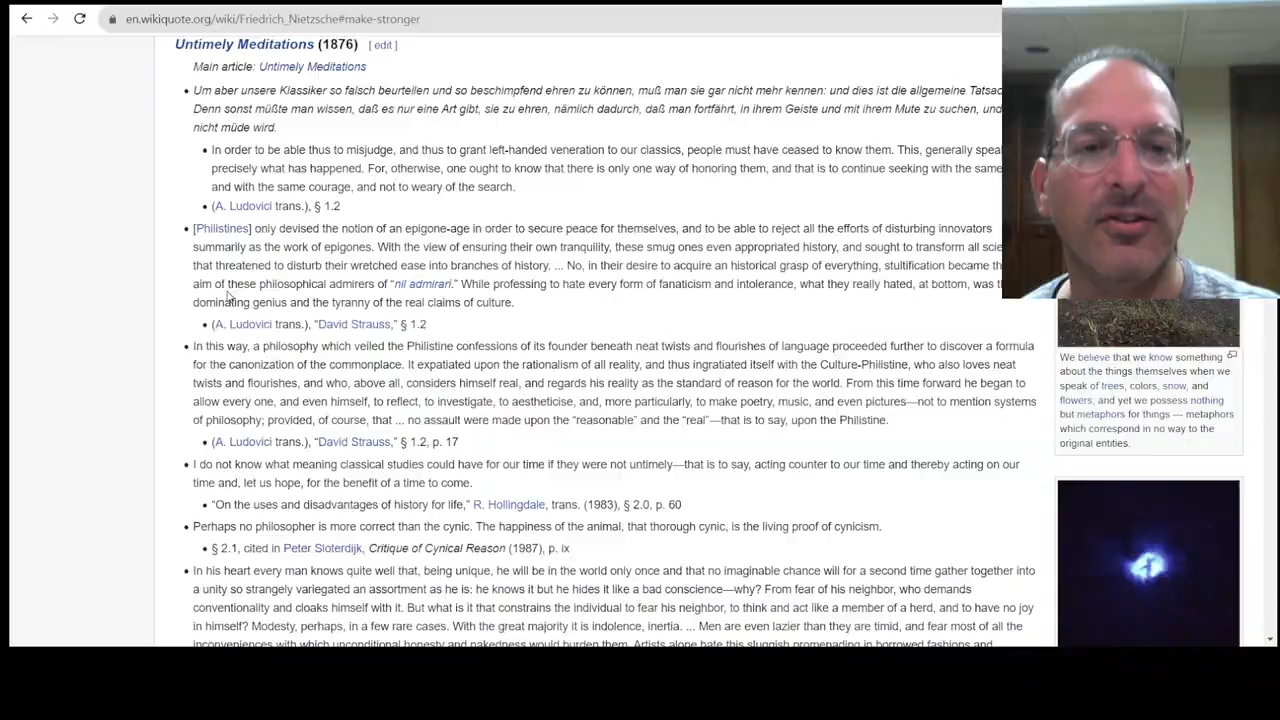 en.wikiquote.org/wiki/Friedrich_Nietzsche#make-stronger
Untimely Meditations (1876) [ edit ]
Main article: Untimely Meditations
Um aber unsere Klassiker so falsch beurteilen und so beschimpfend ehren zu können, muß man sie gar nicht mehr kennen: und dies ist die allgemeine
Denn sonst müßte man wissen, daß es nur eine Art gibt, sie zu ehren, nämlich dadurch, daß man fortfährt, in ihrem Geiste und mit ihrem Mute zu suchen,
nicht müde wird.
In order to be able thus to misjudge, and thus to grant left-handed veneration to our classics, people must have ceased to know them. This, generally
precisely what has happened. For, otherwise, one ought to know that there is only one way of honoring them, and that is to continue seeking with the same
and with the same courage, and not to weary of the search.
(A. Ludovici trans.), § 1.2
[Philistines] only devised the notion of an epigone-age in order to secure peace for themselves, and to be able to reject all the efforts of disturbing innovators
summarily as the work of epigones. With the view of ensuring their own tranquility, these smug ones even appropriated history, and sought to transform all
that threatened to disturb their wretched ease into branches of history. ... No, in their desire to acquire an historical grasp of everything, stultification became
aim of these philosophical admirers of “nil admirari.” While professing to hate every form of fanaticism and intolerance, what they really hated, at bottom, was
dominating genius and the tyranny of the real claims of culture.
(A. Ludovici trans.), “David Strauss,” § 1.2
In this way, a philosophy which veiled the Philistine confessions of its founder beneath neat twists and flourishes of language proceeded further to discover a formula
for the canonization of the commonplace. It expatiated upon the rationalism of all reality, and thus ingratiated itself with the Culture-Philistine, who also loves neat
twists and flourishes, and who, above all, considers himself real, and regards his reality as the standard of reason for the world. From this time forward he began to
allow every one, and even himself, to reflect, to investigate, to aestheticise, and, more particularly, to make poetry, music, and even pictures—not to mention systems
of philosophy; provided, of course, that ... no assault were made upon the “reasonable” and the “real”—that is to say, upon the Philistine.
(A. Ludovici trans.), “David Strauss,” § 1.2, p. 17
I do not know what meaning classical studies could have for our time if they were not untimely—that is to say, acting counter to our time and thereby acting on our
time and, let us hope, for the benefit of a time to come.
“On the uses and disadvantages of history for life,” R. Hollingdale, trans. (1983), § 2.0, p. 60
Perhaps no philosopher is more correct than the cynic. The happiness of the animal, that thorough cynic, is the living proof of cynicism.
§ 2.1, cited in Peter Sloterdijk, Critique of Cynical Reason (1987), p. ix
In his heart every man knows quite well that, being unique, he will be in the world only once and that no imaginable chance will for a second time gather together into
a unity so strangely variegated an assortment as he is: he knows it but he hides it like a bad conscience—why? From fear of his neighbor, who demands
conventionality and cloaks himself with it. But what is it that constrains the individual to fear his neighbor, to think and act like a member of a herd, and to have no joy
in himself? Modesty, perhaps, in a few rare cases. With the great majority it is indolence, inertia. ... Men are even lazier than they are timid, and fear most of all the
inconveniences with which unconditional honesty and nakedness would burden them. Artists alone hate this sluggish promenading in borrowed fashions and
We believe that we know something
about the things themselves when we
speak of trees, colors, snow, and
flowers, and yet we possess nothing
but metaphors for things — metaphors
which correspond in no way to the
original entities.